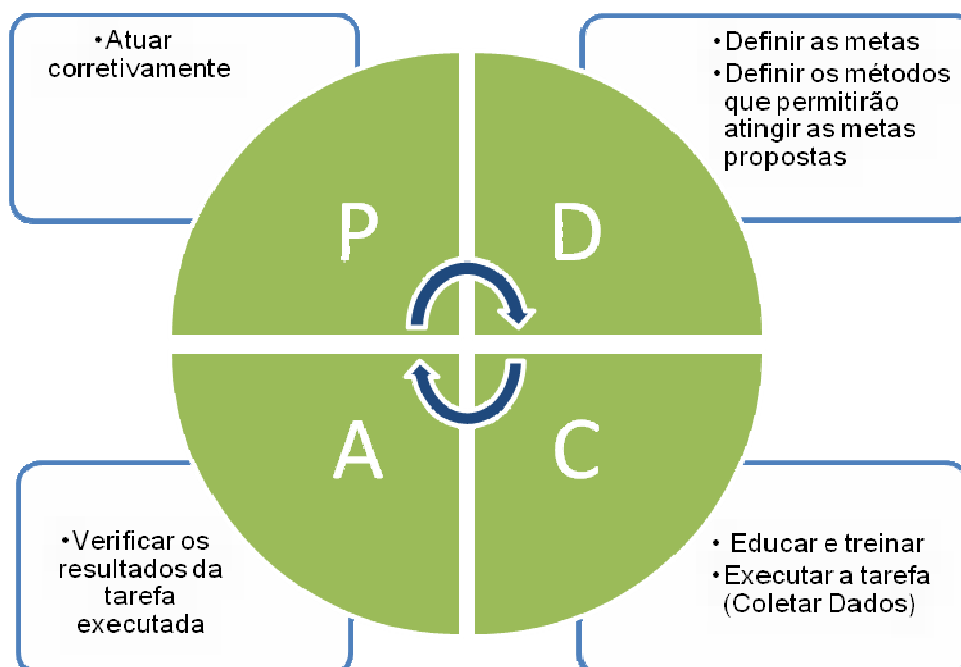 •Atuar
corretivamente
•Definir as metas
•Definir os métodos
que permitirão
atingir as metas
propostas
P
D
A
C
•Verificar os
resultados da
tarefa
executada
• Educar e treinar
•Executar a tarefa
(Coletar Dados)